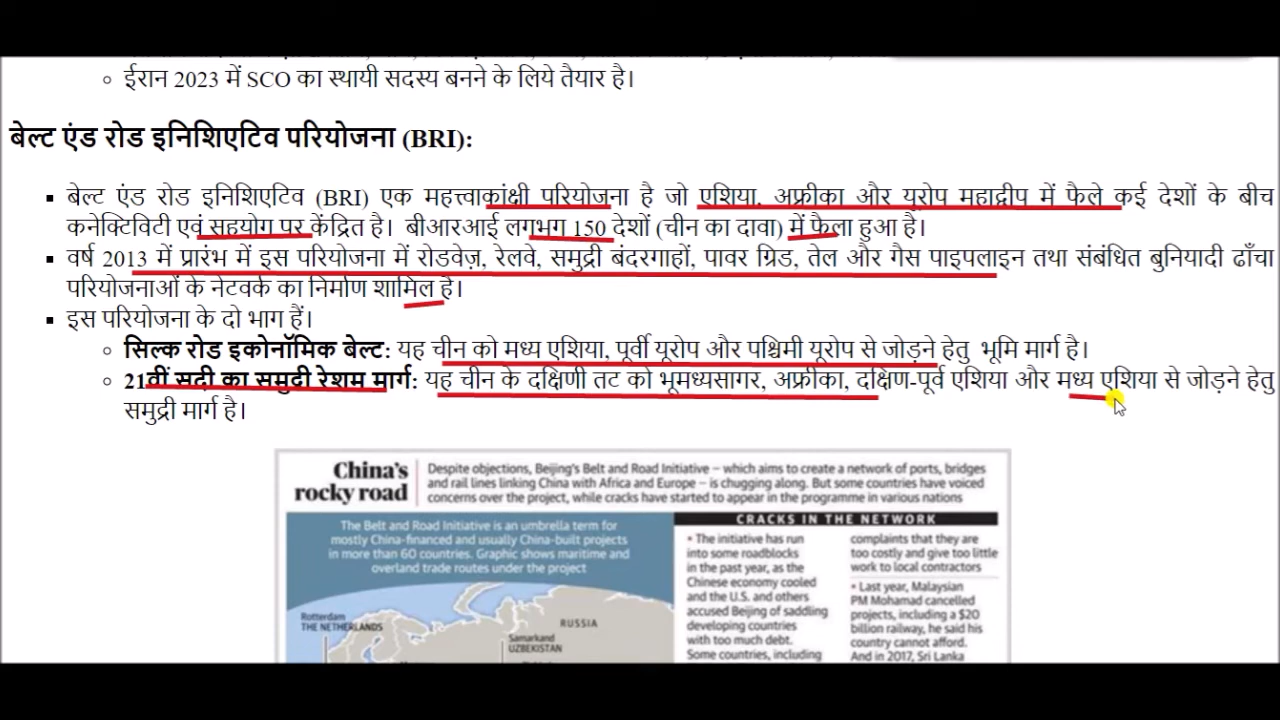 ईरान 2023 में SCO का स्थायी सदस्य बनने के लिये तैयार है।
बेल्ट एंड रोड इनिशिएटिव परियोजना (BRI):
बेल्ट एंड रोड इनिशिएटिव (BRI) एक महत्त्वाकांक्षी परियोजना है जो एशिया, अफ्रीका और यूरोप महाद्वीप में फैले कई देशों के बीच
कनेक्टिविटी एवं सहयोग पर केंद्रित है। बीआरआई लगभग 150 देशों (चीन का दावा) में फैला हुआ है।
वर्ष 2013 में प्रारंभ में इस परियोजना में रोडवेज़, रेलवे, समुद्री बंदरगाहों, पावर ग्रिड, तेल और गैस पाइपलाइन तथा संबंधित बुनियादी ढाँचा
परियोजनाओं के नेटवर्क का निर्माण शामिल है।
इस परियोजना के दो भाग हैं।
सिल्क रोड इकोनॉमिक बेल्ट: यह चीन को मध्य एशिया, पूर्वी यूरोप और पश्चिमी यूरोप से जोड़ने हेतु भूमि मार्ग है।
21वीं सदी का समुद्री रेशम मार्ग: यह चीन के दक्षिणी तट को भूमध्यसागर, अफ्रीका, दक्षिण-पूर्व एशिया और मध्य एशिया से जोड़ने हेतु
समुद्री मार्ग है।
China's
rocky road
Despite objections, Beijing's Belt and Road Initiative – which aims to create a network of ports, bridges
and rail lines linking China with Africa and Europe – is chugging along. But some countries have voiced
concerns over the project, while cracks have started to appear in the programme in various nations
The Belt and Road Initiative is an umbrella term for
mostly China-financed and usually China-built projects
in more than 60 countries. Graphic shows maritime and
overland trade routes under the project
Rotterdam
THE NETHERLANDS
RUSSIA
Samarkand
UZBEKISTAN
CRACKS IN THE NETWORK
• The initiative has run
into some roadblocks
in the past year, as the
Chinese economy cooled
and the U.S. and others
accused Beijing of saddling
developing countries
with too much debt.
Some countries, including
complaints that they are
too costly and give too little
work to local contractors
• Last year, Malaysian
PM Mohamad cancelled
projects, including a $20
billion railway, he said his
country cannot afford.
And in 2017, Sri Lanka